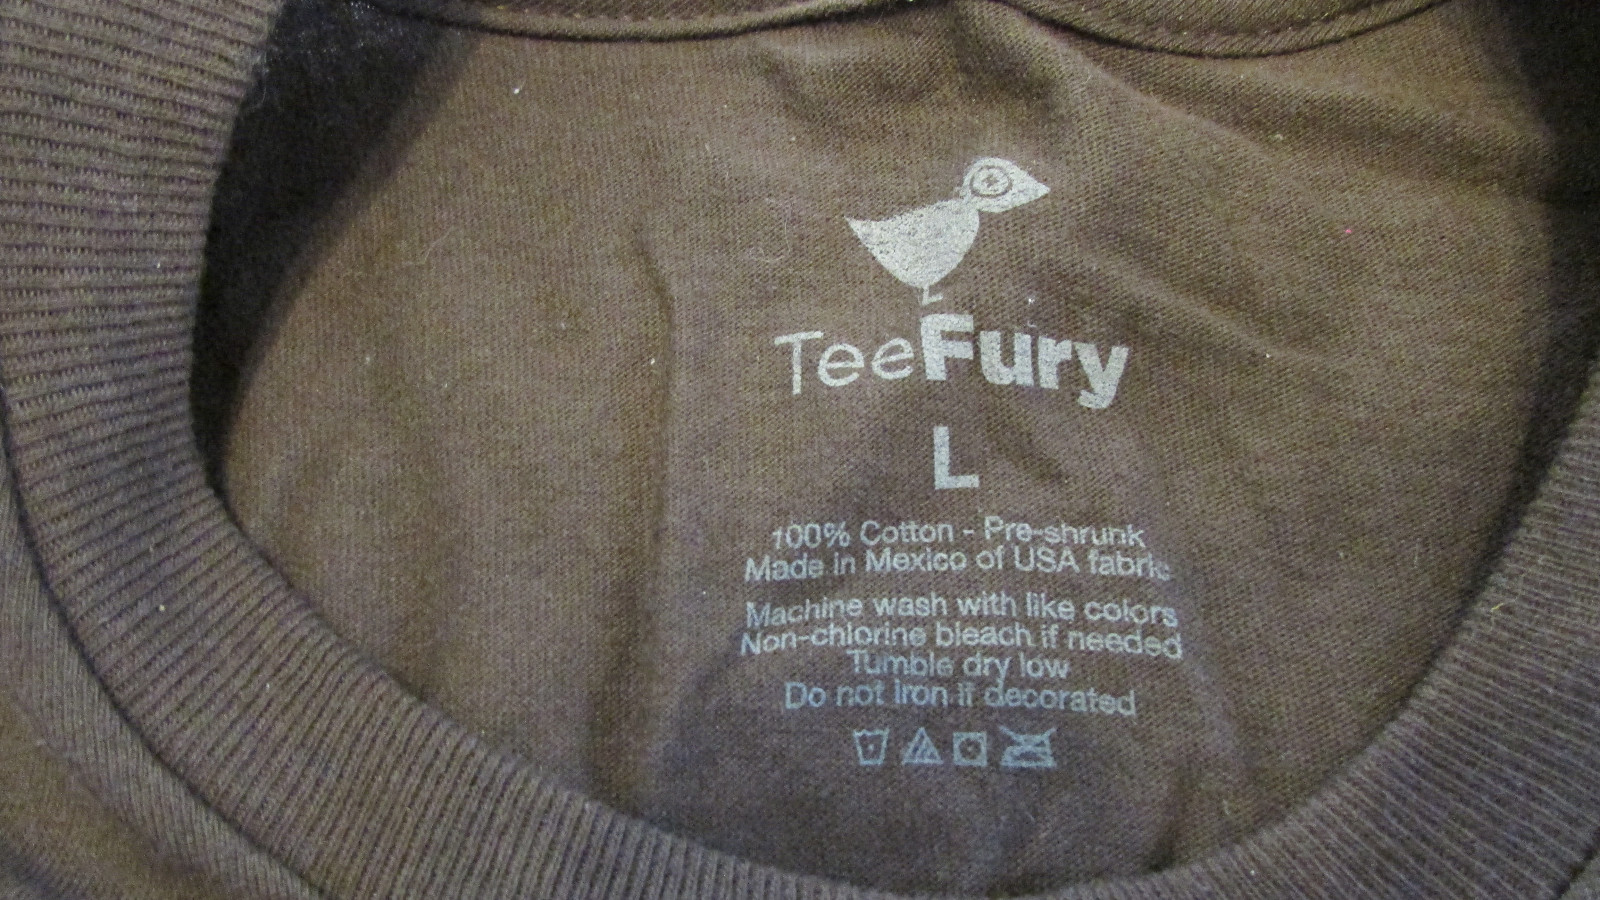 TeeFury
L
100% Cotton - Pre-shrunk
Made in Mexico of USA fabric
Machine wash with like colors
Non-chlorine bleach if needed
Tumble dry low
Do not iron if decorated